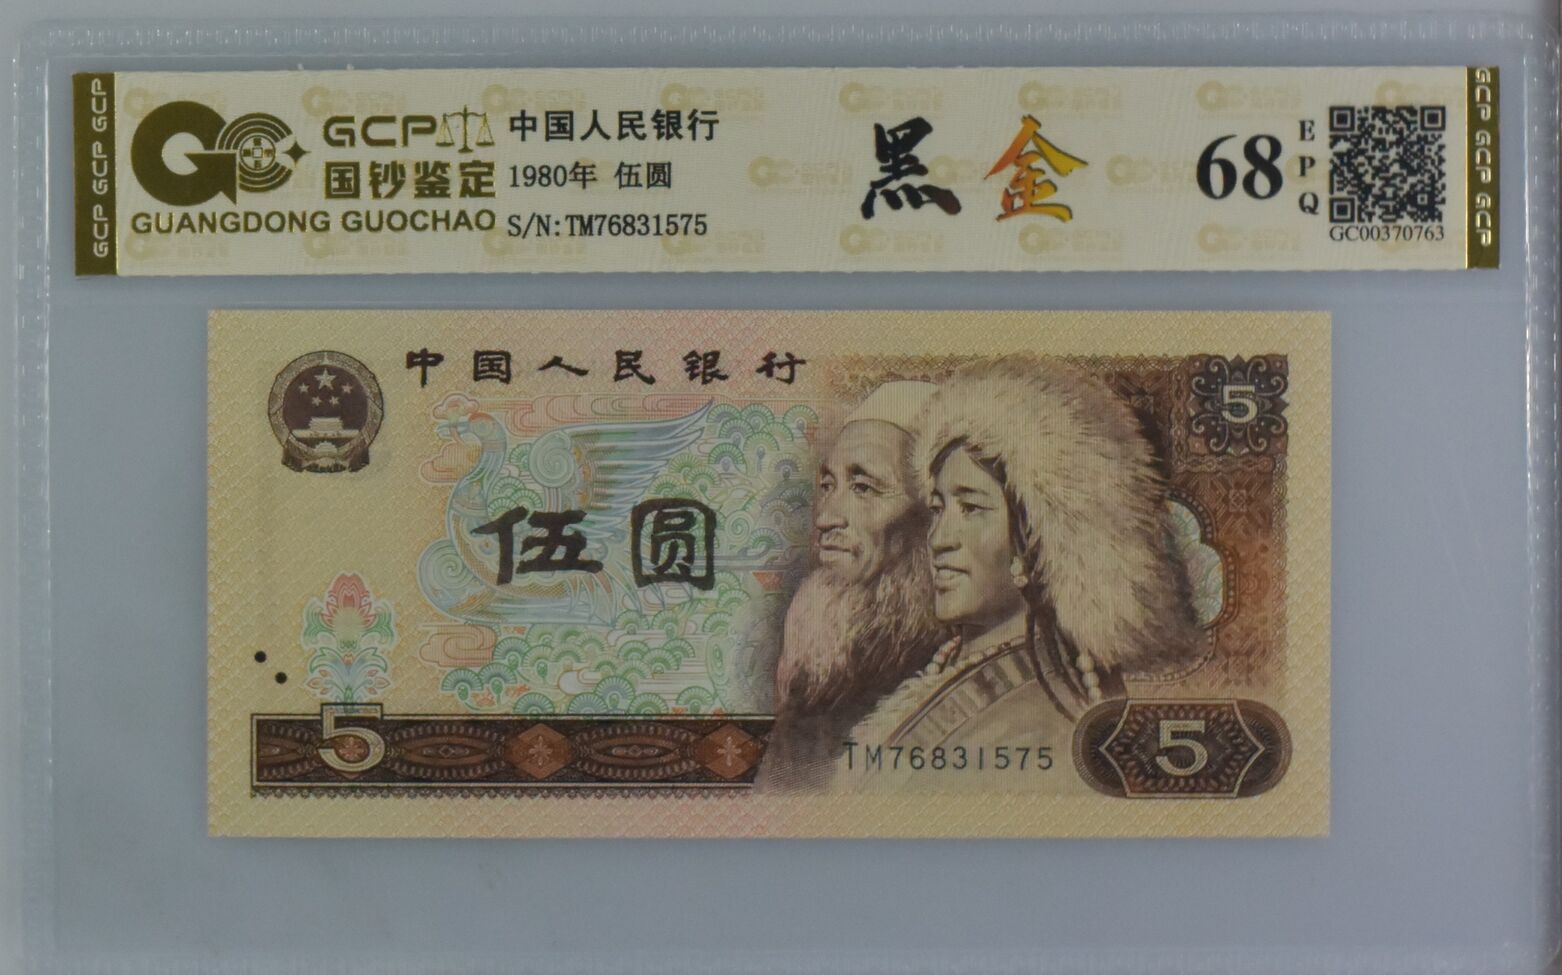 GCP GCP GCP
GCP
国钞鉴定
GUANGDONG GUOCHAO
中国人民银行
1980年 伍圆
S/N:TM76831575
黑金
68
EPQ
GC00370763
GCP GCP GCP
中国人民银行
5
伍圆
5
TM76831575
5